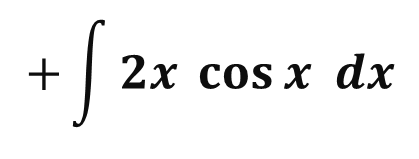 + ∫ 2x cos x dx